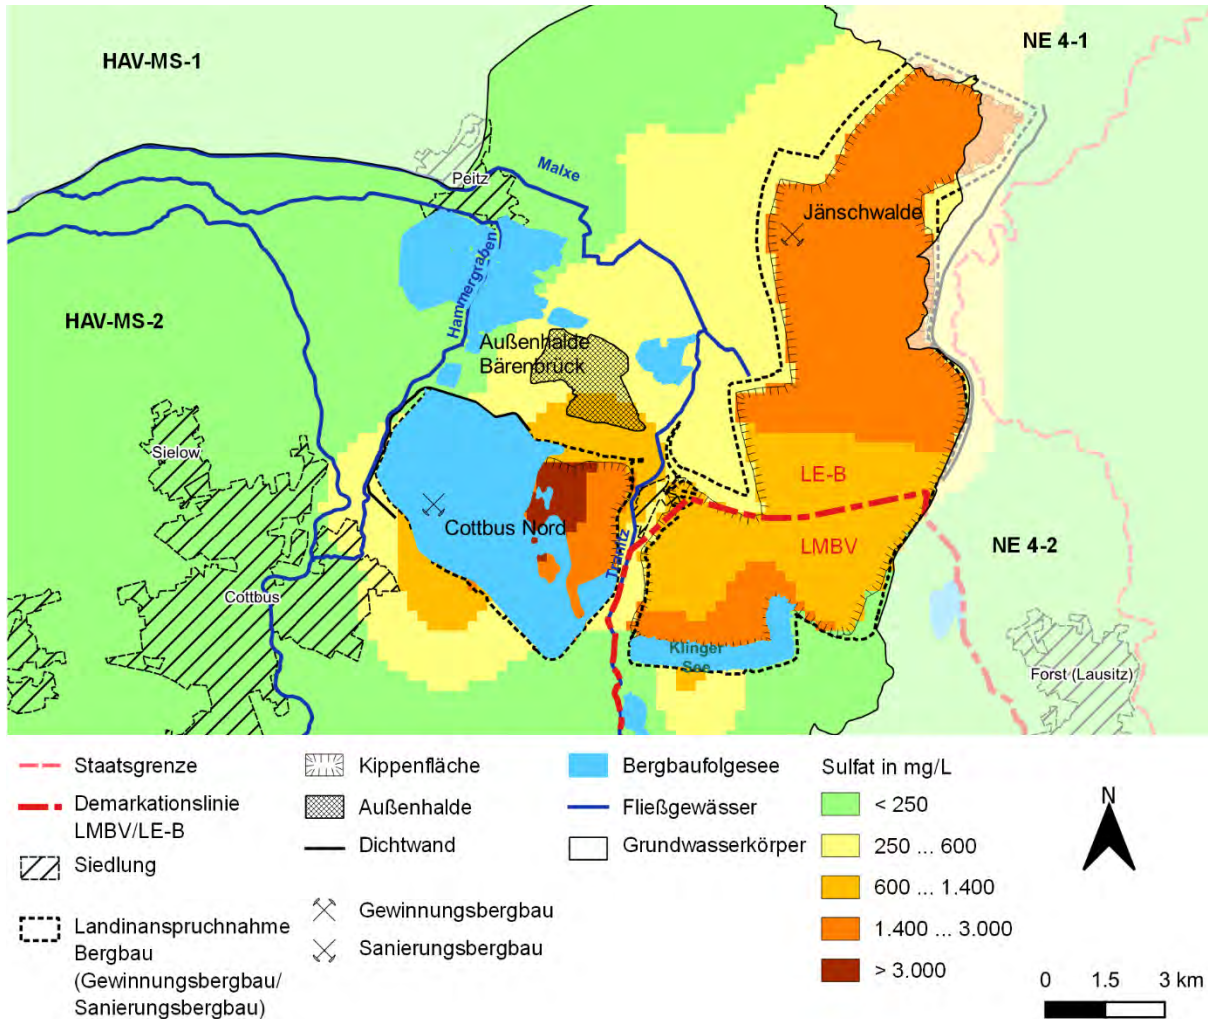 HAV-MS-1
NE 4-1
Malxe
Peitz
Jänschwalde
Hammergraben
HAV-MS-2
Außenhalde
Bärenbrück
Sielow
LE-B
Cottbus Nord
LMBV
NE 4-2
Tranitz
Cottbus
Klinger
See
Forst (Lausitz)
Staatsgrenze
Demarkationslinie
LMBV/LE-B
Siedlung
Landinanspruchnahme
Bergbau
(Gewinnungsbergbau/
Sanierungsbergbau)
Kippenfläche
Außenhalde
Dichtwand
Gewinnungsbergbau
Sanierungsbergbau
Bergbaufolgesee
Fließgewässer
Grundwasserkörper
Sulfat in mg/L
< 250
250 ... 600
600 ... 1.400
1.400 ... 3.000
> 3.000
N
0 1.5 3 km